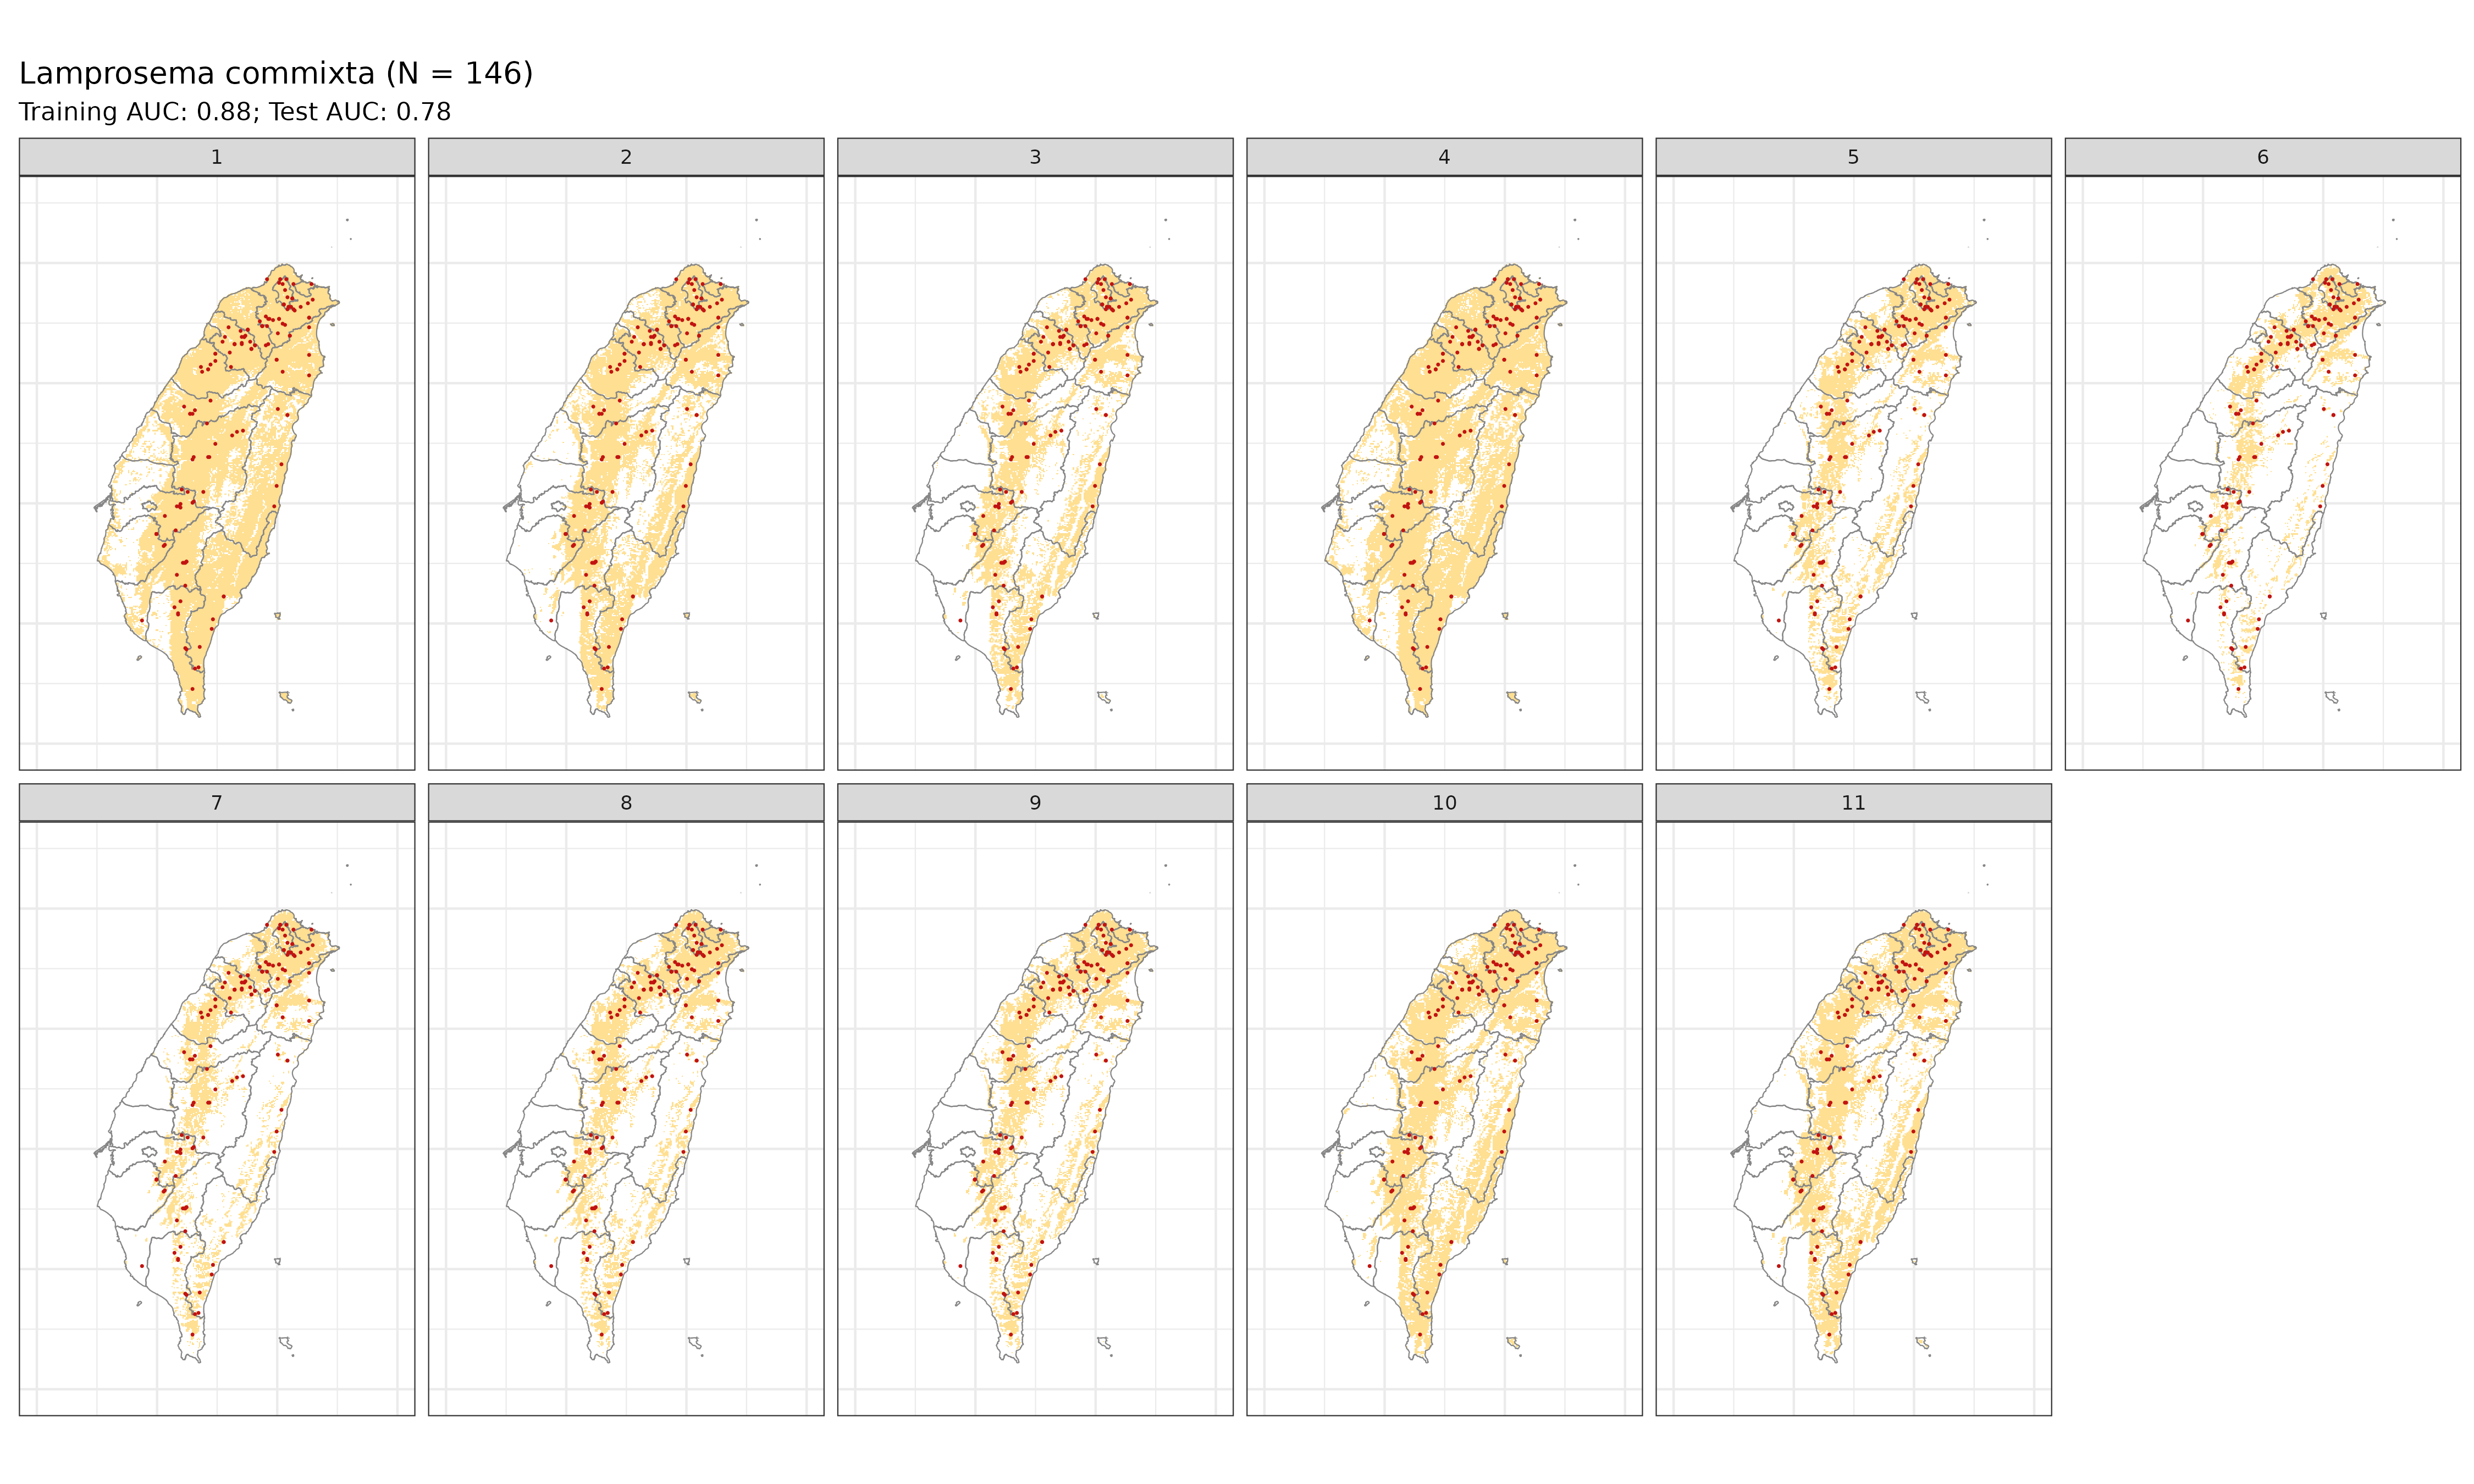 Lamprosema commixta (N = 146)
Training AUC: 0.88; Test AUC: 0.78
1 2 3 4 5 6
7 8 9 10 11